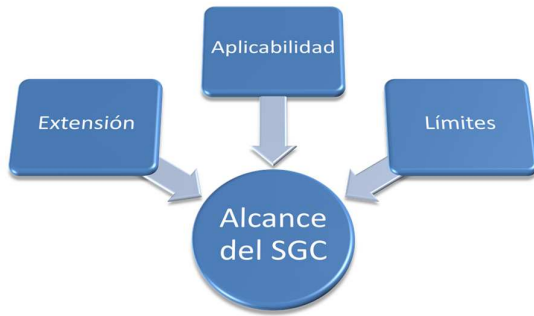 Aplicabilidad
Extensión
Límites
Alcance
del SGC